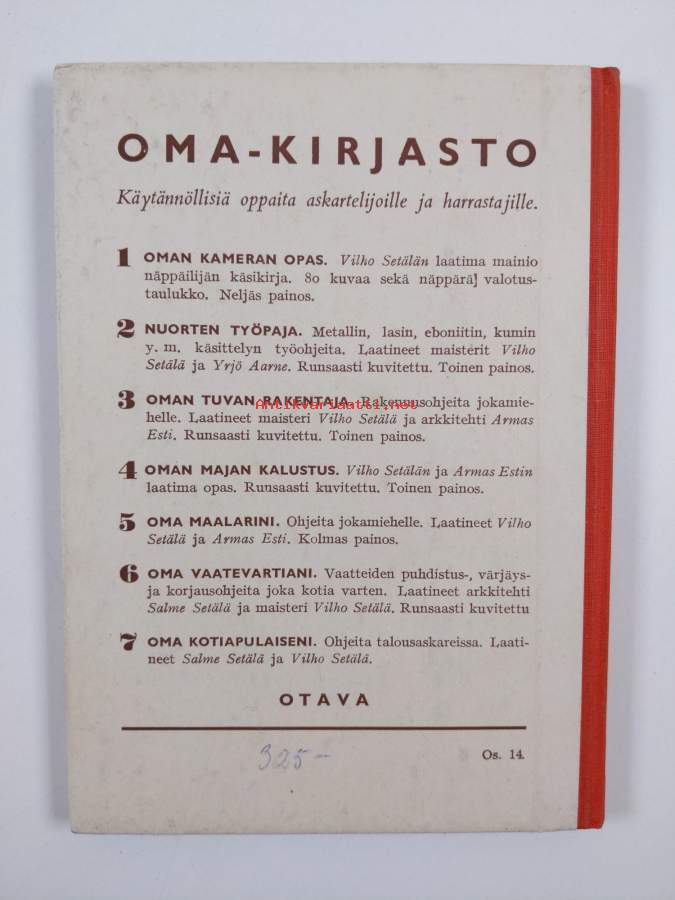 OMA-KIRJASTO
Käytännöllisiä oppaita askartelijoille ja harrastajille.
1 OMAN KAMERAN OPAS. Vilho Setälän laatima mainio
näppäilijän käsikirja. 80 kuvaa sekä näppärä valotus-
taulukko. Neljäs painos.
2 NUORTEN TYÖPAJA. Metallin, lasin, eboniitin, kumin
y. m. käsittelyn työohjeita. Laatineet maisterit Vilho
Setälä ja Yrjö Aarne. Runsaasti kuvitettu. Toinen painos.
3 OMAN TUVAN RAKENTAJA. Rakennusohjeita jokamie-
Antikvariaatti.net
helle. Laatineet maisteri Vilho Setälä ja arkkitehti Armas
Esti. Runsaasti kuvitettu. Toinen painos.
4 OMAN MAJAN KALUSTUS. Vilho Setälän ja Armas Estin
laatima opas. Runsaasti kuvitettu. Toinen painos.
5 OMA MAALARINI. Ohjeita jokamiehelle. Laatineet Vilho
Setälä ja Armas Esti. Kolmas painos.
6 OMA VAATEVARTIANI. Vaatteiden puhdistus-, värjäys-
ja korjausohjeita joka kotia varten. Laatineet arkkitehti
Salme Setälä ja maisteri Vilho Setälä. Runsaasti kuvitettu
7 OMA KOTIAPULAISENI. Ohjeita talousaskareissa. Laati-
neet Salme Setälä ja Vilho Setälä.
OTAVA
325-
Os. 14.